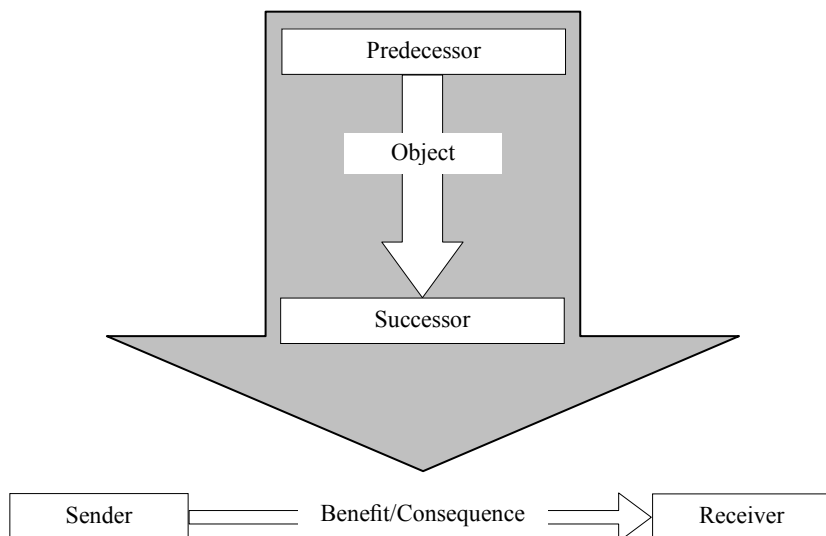 Predecessor
Object
Successor
Sender
Benefit/Consequence
Receiver